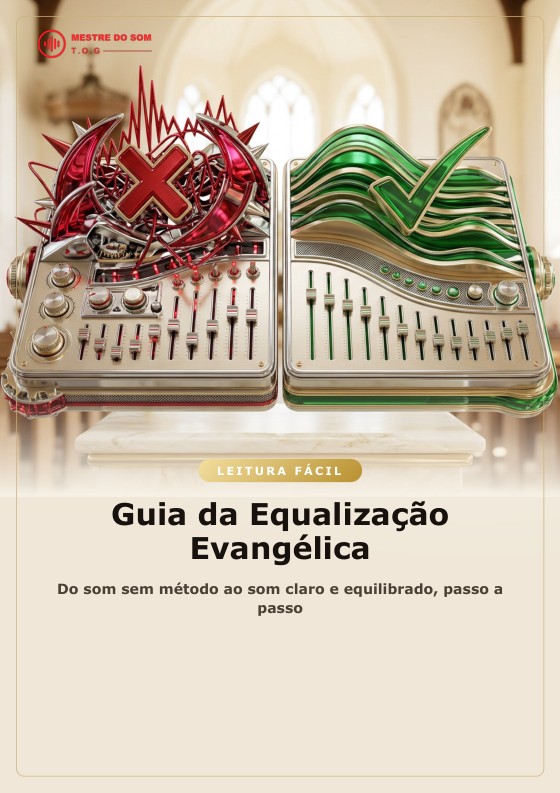 MESTRE DO SOM
T.O.G
LEITURA FÁCIL
Guia da Equalização
Evangélica
Do som sem método ao som claro e equilibrado, passo a
passo